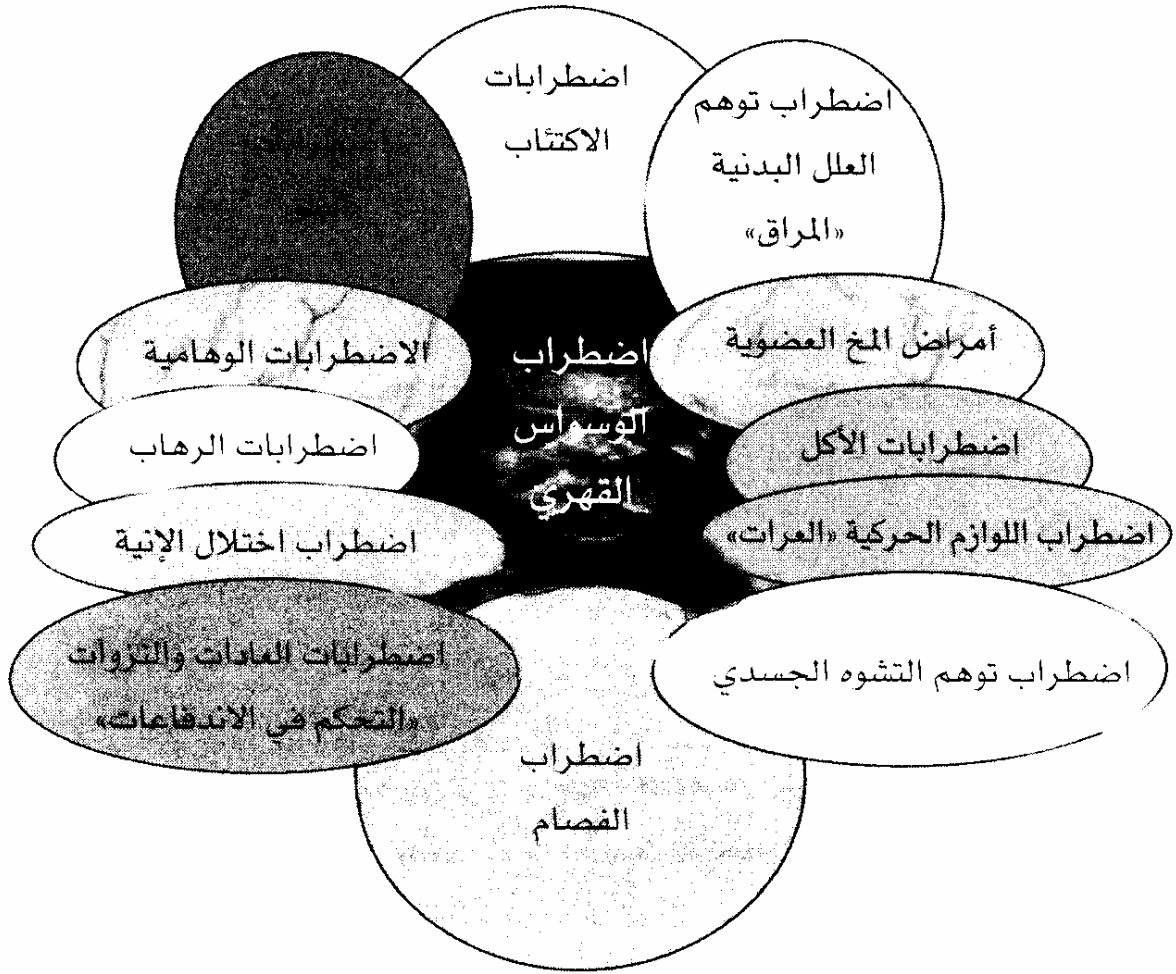 اضطرابات
الاكتئاب
اضطراب توهم
العلل البدنية
«المراق»
أمراض المخ العضوية
الاضطرابات الوهامية
اضطراب
الوسواس
القهري
اضطرابات الأكل
اضطرابات الرهاب
اضطراب اللوازم الحركية «العرات»
اضطراب اختلال الإنية
اضطراب توهم التشوه الجسدي
اضطرابات العادات والنزوات
«التحكم في الاندفاعات»
اضطراب
الفصام